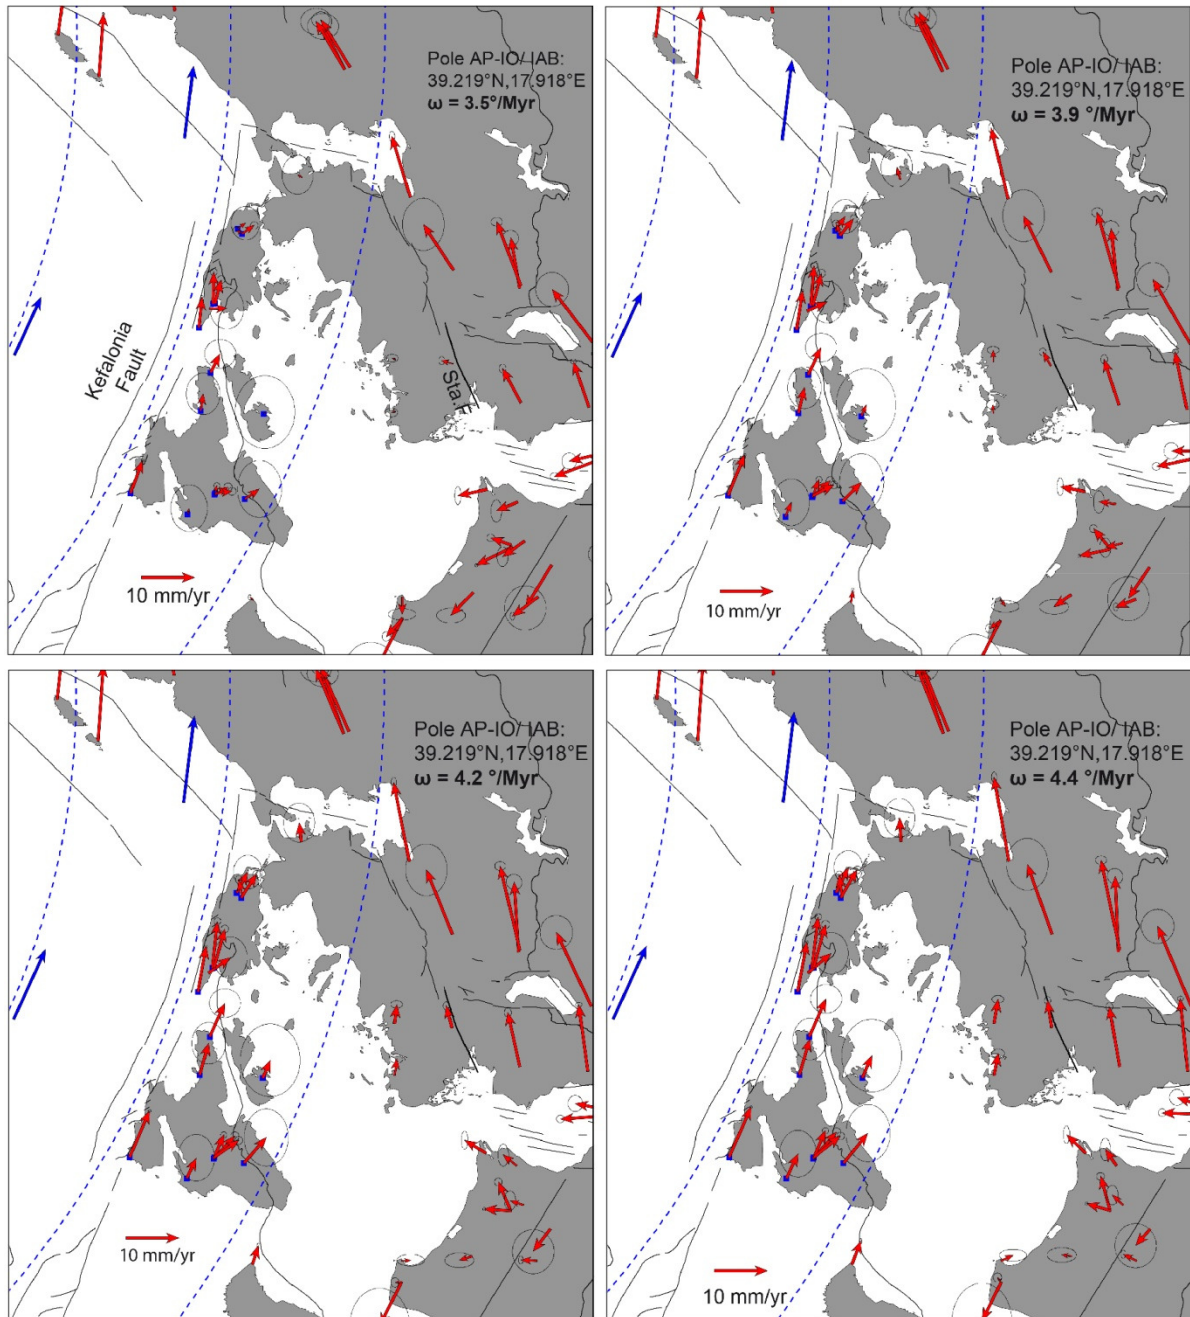 Pole AP-IO/ IAB:
39.219°N,17.918°E
ω = 3.5°/Myr
Kefalonia
Fault
Sta.F
10 mm/yr
Pole AP-IO/ IAB:
39.219°N,17.918°E
ω = 3.9 °/Myr
10 mm/yr
Pole AP-IO/ IAB:
39.219°N,17.918°E
ω = 4.2 °/Myr
10 mm/yr
Pole AP-IO/ IAB:
39.219°N,17.918°E
ω = 4.4 °/Myr
10 mm/yr